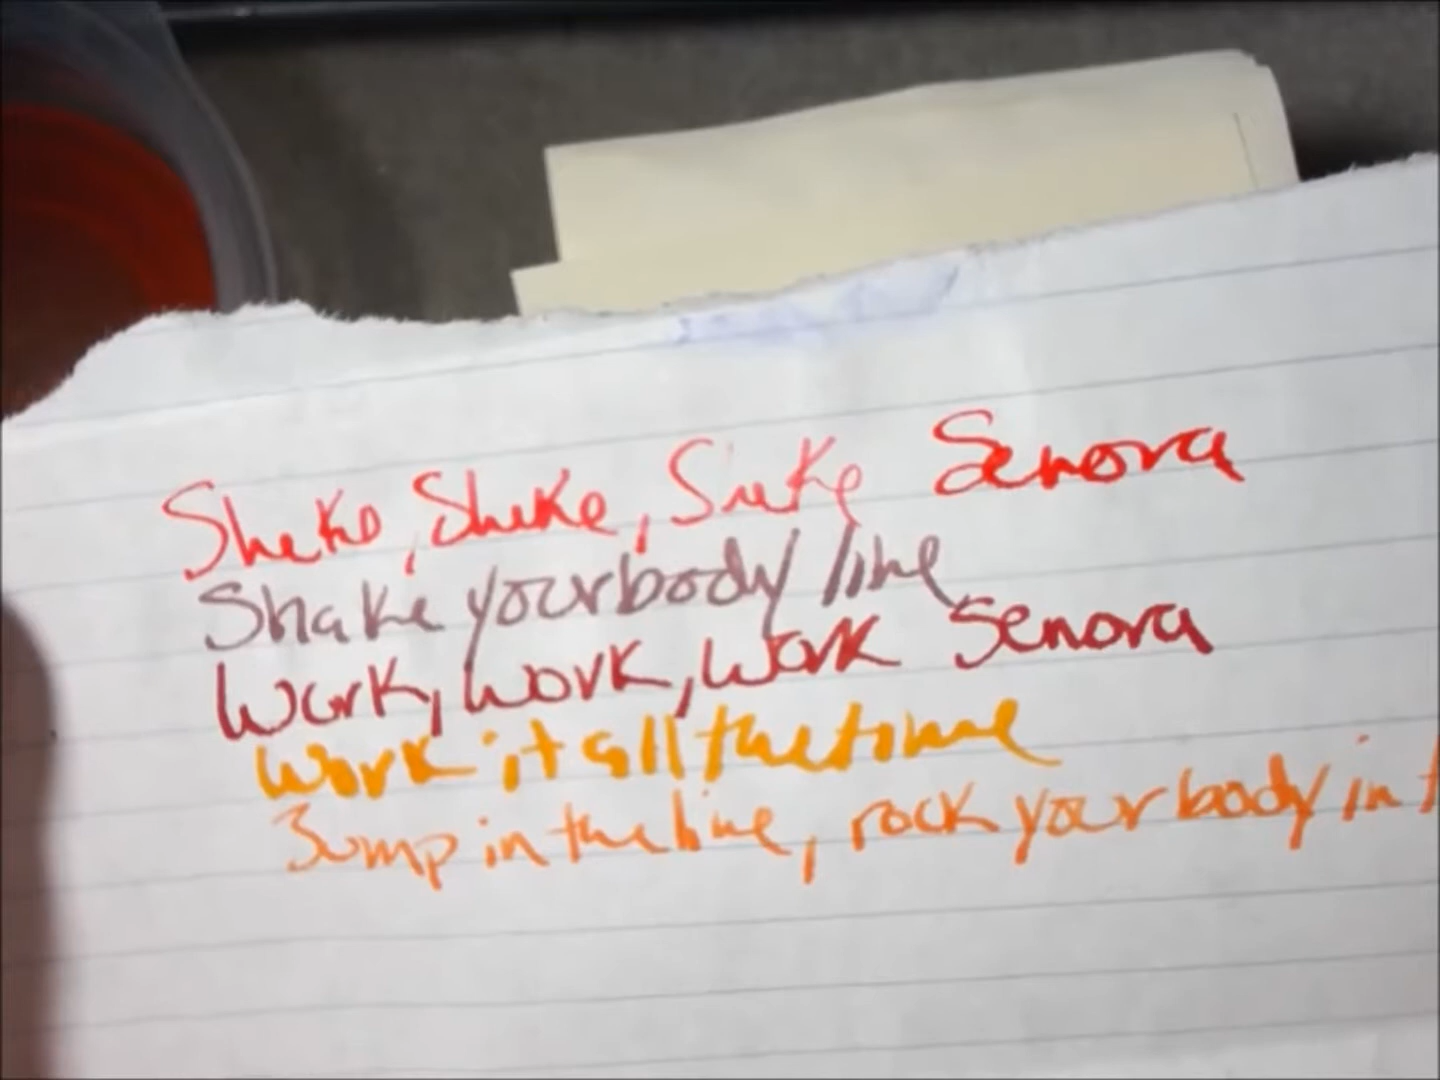 Shake, Shake, Shake Senora
Shake your body line
Work, Work, Work Senora
Work it all the time
Jump in the line, rock your body in